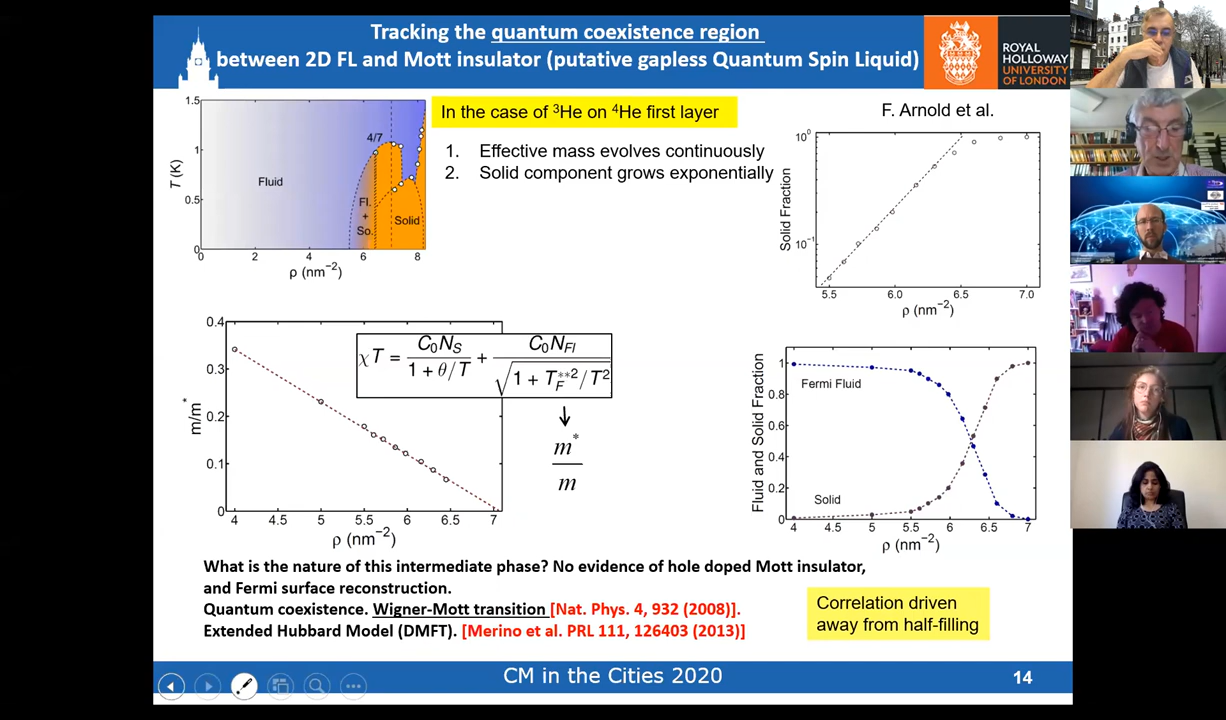 Tracking the quantum coexistence region
between 2D FL and Mott insulator (putative gapless Quantum Spin Liquid)
ROYAL
HOLLOWAY
UNIVERSITY
OF LONDON
In the case of ³He on ⁴He first layer
1. Effective mass evolves continuously
2. Solid component grows exponentially
F. Arnold et al.
1.5
1
0.5
0
T (K)
4/7
Fluid
Fl.
+
So.
Solid
0 2 4 6 8
ρ (nm⁻²)
10⁰
10⁻¹
Solid Fraction
5.5 6.0 6.5 7.0
ρ (nm⁻²)
0.4
0.3
0.2
0.1
0
m/m*
4 4.5 5 5.5 6 6.5 7
ρ (nm⁻²)
χT = C₀N_S / (1 + θ/T) + C₀N_Fl / √(1 + T_F**²/T²)
m*
m
1
0.8
0.6
0.4
0.2
0
Fluid and Solid Fraction
Fermi Fluid
Solid
4 4.5 5 5.5 6 6.5 7
ρ (nm⁻²)
What is the nature of this intermediate phase? No evidence of hole doped Mott insulator,
and Fermi surface reconstruction.
Quantum coexistence. Wigner-Mott transition [Nat. Phys. 4, 932 (2008)].
Extended Hubbard Model (DMFT). [Merino et al. PRL 111, 126403 (2013)]
Correlation driven
away from half-filling
CM in the Cities 2020
14